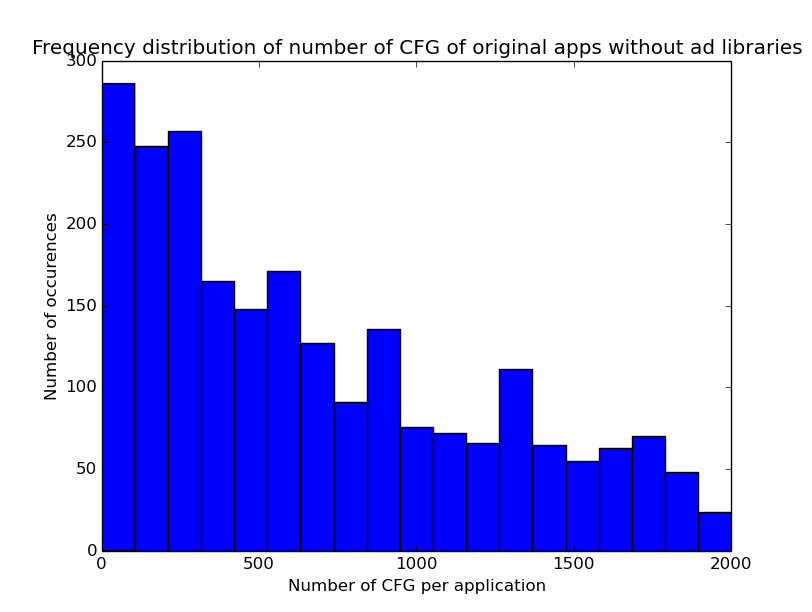 Frequency distribution of number of CFG of original apps without ad libraries
300
250
200
150
100
50
0
Number of occurences
0 500 1000 1500 2000
Number of CFG per application